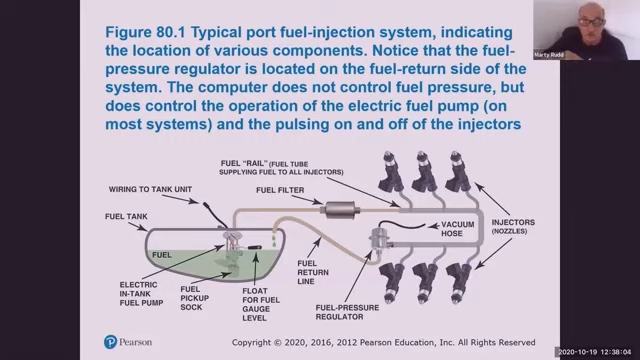 Figure 80.1 Typical port fuel-injection system, indicating
the location of various components. Notice that the fuel-
pressure regulator is located on the fuel-return side of the
system. The computer does not control fuel pressure, but
does control the operation of the electric fuel pump (on
most systems) and the pulsing on and off of the injectors
Marty Rudd
FUEL "RAIL" (FUEL TUBE
SUPPLYING FUEL TO ALL INJECTORS)
WIRING TO TANK UNIT
FUEL FILTER
FUEL TANK
VACUUM
HOSE
INJECTORS
(NOZZLES)
FUEL
ELECTRIC
IN-TANK
FUEL PUMP
FUEL
PICKUP
SOCK
FLOAT
FOR FUEL
GAUGE
LEVEL
FUEL
RETURN
LINE
FUEL-PRESSURE
REGULATOR
P
Pearson
Copyright © 2020, 2016, 2012 Pearson Education, Inc. All Rights Reserved
2020-10-19 12:38:04